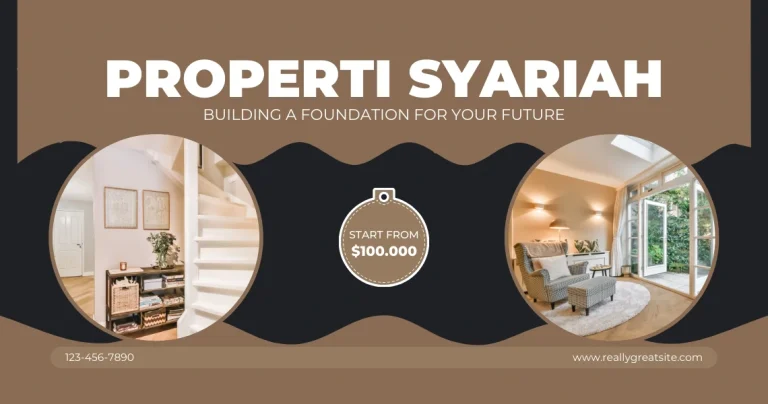 PROPERTI SYARIAH
BUILDING A FOUNDATION FOR YOUR FUTURE
START FROM
$100.000
123-456-7890
www.reallygreatsite.com